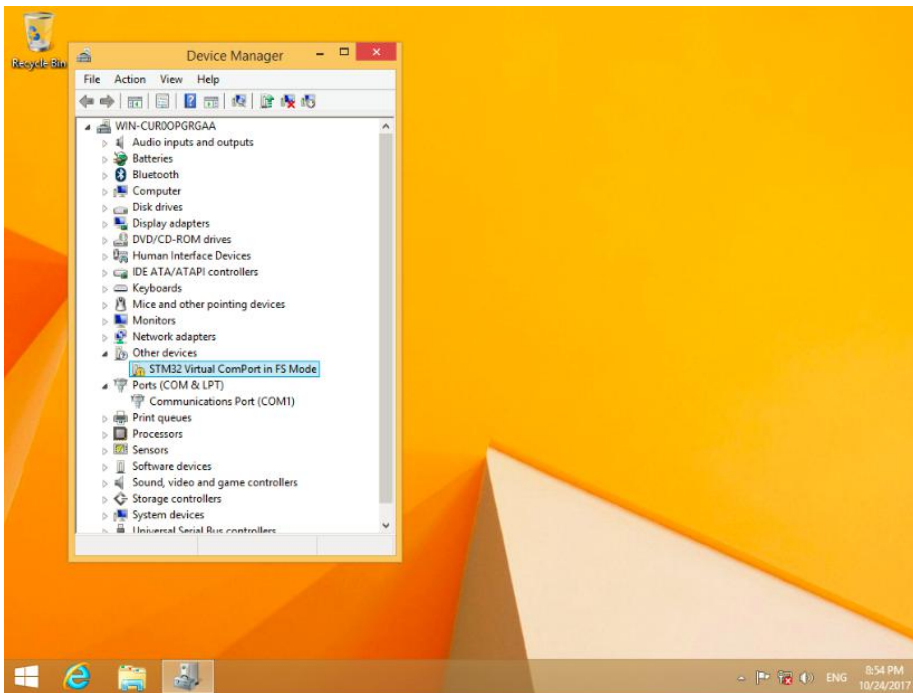 Recycle Bin
Device Manager
File Action View Help
WIN-CUR0OPGRGAA
Audio inputs and outputs
Batteries
Bluetooth
Computer
Disk drives
Display adapters
DVD/CD-ROM drives
Human Interface Devices
IDE ATA/ATAPI controllers
Keyboards
Mice and other pointing devices
Monitors
Network adapters
Other devices
STM32 Virtual ComPort in FS Mode
Ports (COM & LPT)
Communications Port (COM1)
Print queues
Processors
Sensors
Software devices
Sound, video and game controllers
Storage controllers
System devices
Universal Serial Bus controllers
ENG
8:54 PM
10/24/2017